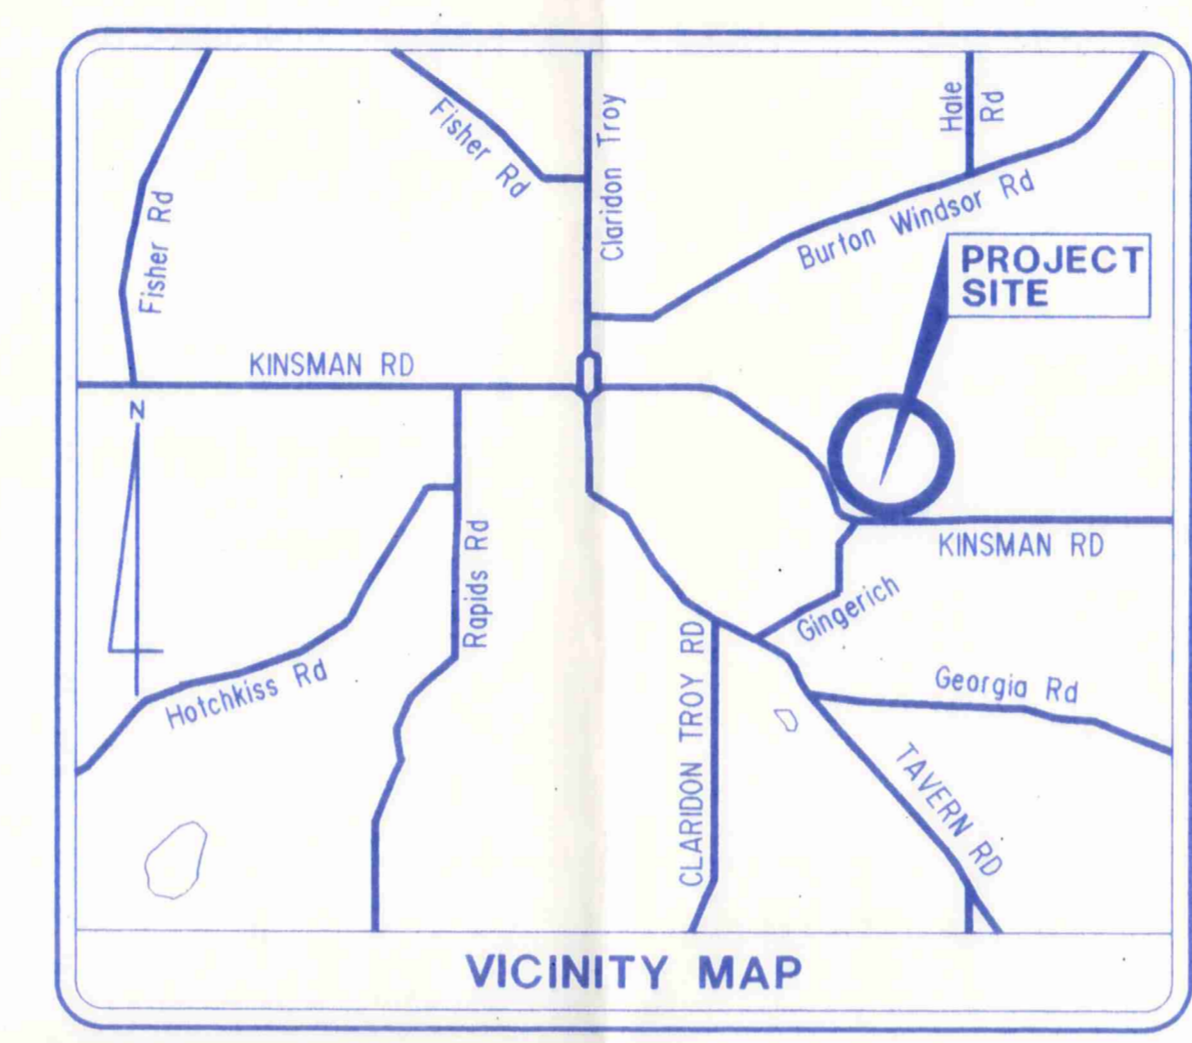 Fisher Rd
Claridon Troy
Hale
Rd
Fisher Rd
Burton Windsor Rd
PROJECT
SITE
KINSMAN RD
N
Rapids Rd
KINSMAN RD
Gingerich
Hotchkiss Rd
CLARIDON TROY RD
Georgia Rd
TAVERN RD
VICINITY MAP